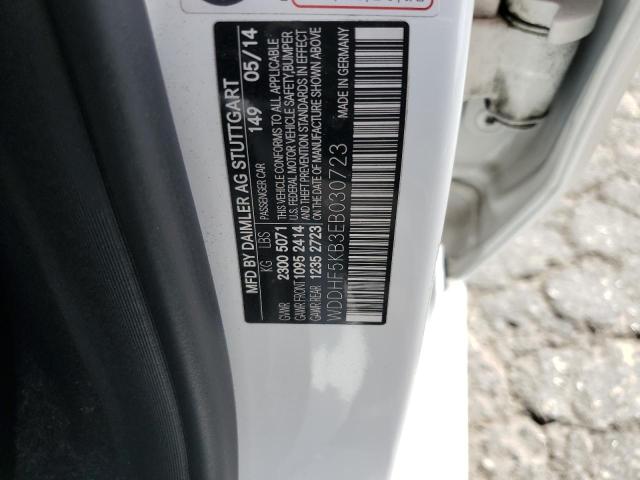 MFD BY DAIMLER AG STUTTGART
149 05/14
KG LBS PASSENGER CAR
GVWR 2300 5071 THIS VEHICLE CONFORMS TO ALL APPLICABLE
GAWR FRONT 1095 2414 U.S. FEDERAL MOTOR VEHICLE SAFETY, BUMPER
GAWR REAR 1235 2723 AND THEFT PREVENTION STANDARDS IN EFFECT
ON THE DATE OF MANUFACTURE SHOWN ABOVE
WDDHF5KB3EB030723 MADE IN GERMANY